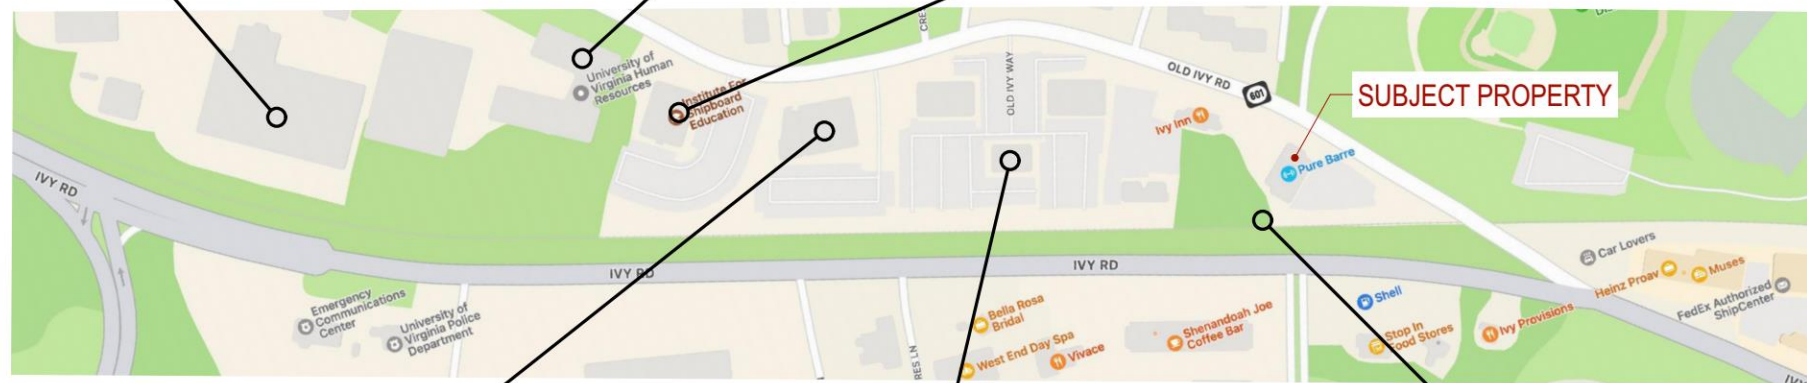 CRE
University of
Virginia Human
Resources
Institute For
Shipboard
Education
OLD IVY WAY
OLD IVY RD
601
SUBJECT PROPERTY
Ivy Inn
Pure Barre
IVY RD
IVY RD
IVY RD
Car Lovers
Heinz Proav
Muses
FedEx Authorized
ShipCenter
Emergency
Communications
Center
University of
Virginia Police
Department
Bella Rosa
Bridal
West End Day Spa
Vivace
Shenandoah Joe
Coffee Bar
Shell
Stop In
Food Stores
Ivy Provisions
RES LN